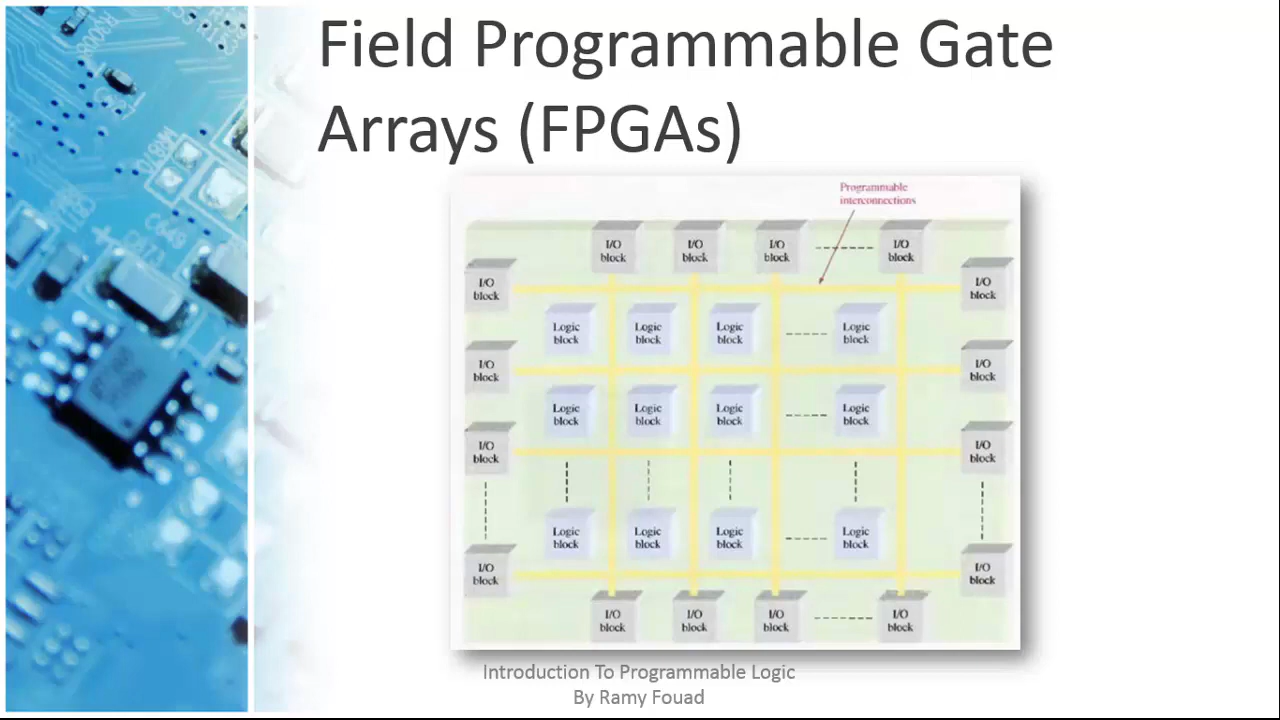 Field Programmable Gate
Arrays (FPGAs)
Programmable
interconnections
I/O
block
I/O
block
I/O
block
I/O
block
I/O
block
I/O
block
Logic
block
Logic
block
Logic
block
Logic
block
I/O
block
I/O
block
Logic
block
Logic
block
Logic
block
Logic
block
I/O
block
I/O
block
Logic
block
Logic
block
Logic
block
Logic
block
I/O
block
I/O
block
I/O
block
I/O
block
I/O
block
I/O
block
Introduction To Programmable Logic
By Ramy Fouad